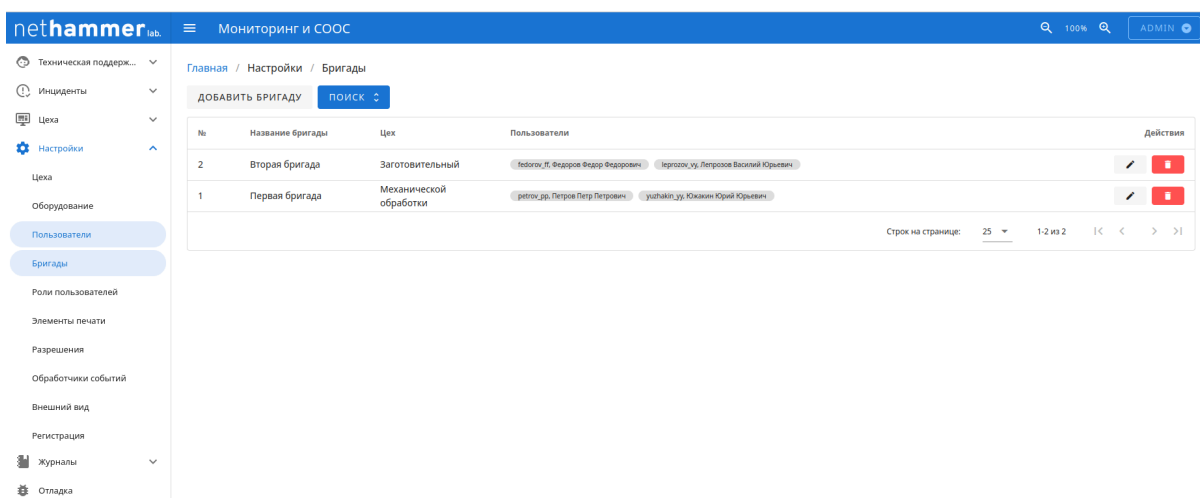 nethammer lab.
Мониторинг и СООС
100%
ADMIN
Техническая поддерж...
Инциденты
Цеха
Настройки
Цеха
Оборудование
Пользователи
Бригады
Роли пользователей
Элементы печати
Разрешения
Обработчики событий
Внешний вид
Регистрация
Журналы
Отладка
Главная / Настройки / Бригады
ДОБАВИТЬ БРИГАДУ ПОИСК
№ Название бригады Цех Пользователи Действия
2 Вторая бригада Заготовительный fedorov_ff, Федоров Федор Федорович leprozov_vy, Лепрозов Василий Юрьевич
1 Первая бригада Механической обработки petrov_pp, Петров Петр Петрович yuzhakin_yy, Южакин Юрий Юрьевич
Строк на странице: 25 1-2 из 2